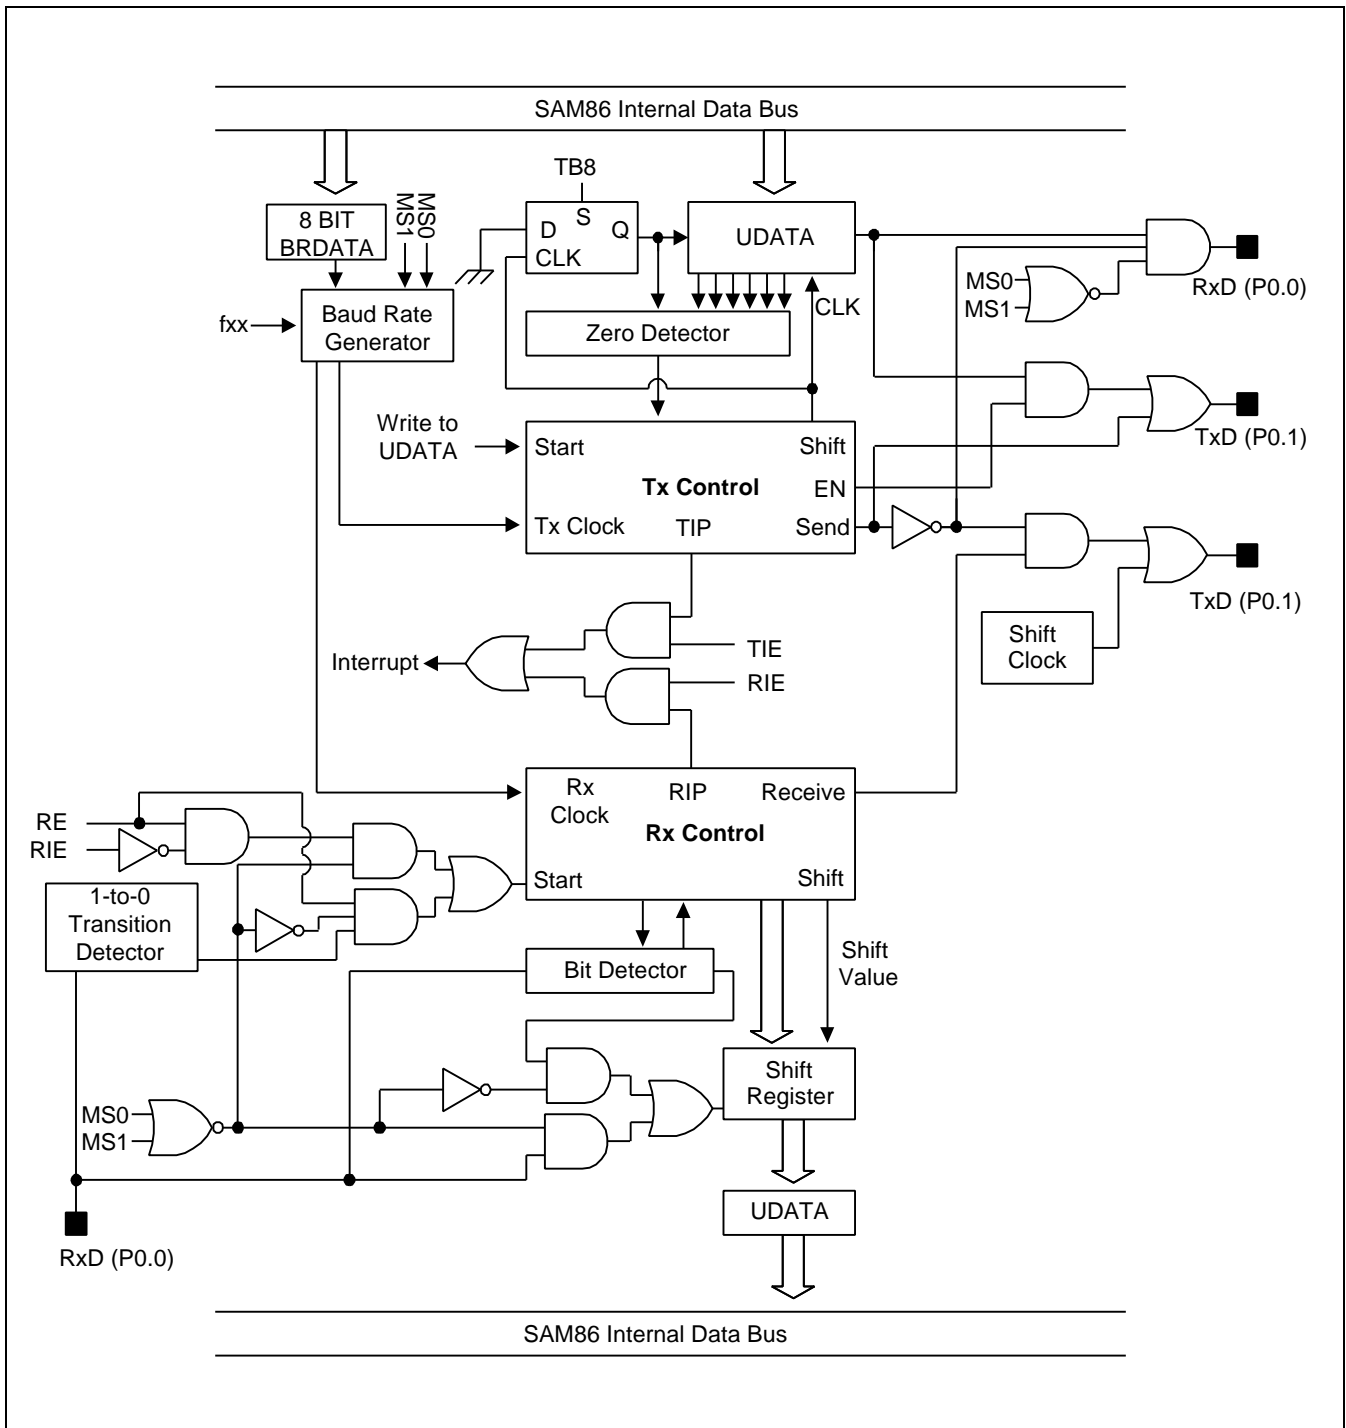 SAM86 Internal Data Bus
TB8
8 BIT
BRDATA
MS1
MS0
D
S
Q
CLK
UDATA
MS0
MS1
RxD (P0.0)
fxx
Baud Rate
Generator
Zero Detector
CLK
Write to
UDATA
Start
Shift
Tx Control
EN
Tx Clock
TIP
Send
TxD (P0.1)
TxD (P0.1)
Shift
Clock
Interrupt
TIE
RIE
Rx
Clock
RIP
Receive
Rx Control
Start
Shift
RE
RIE
1-to-0
Transition
Detector
Bit Detector
Shift
Value
Shift
Register
MS0
MS1
UDATA
RxD (P0.0)
SAM86 Internal Data Bus